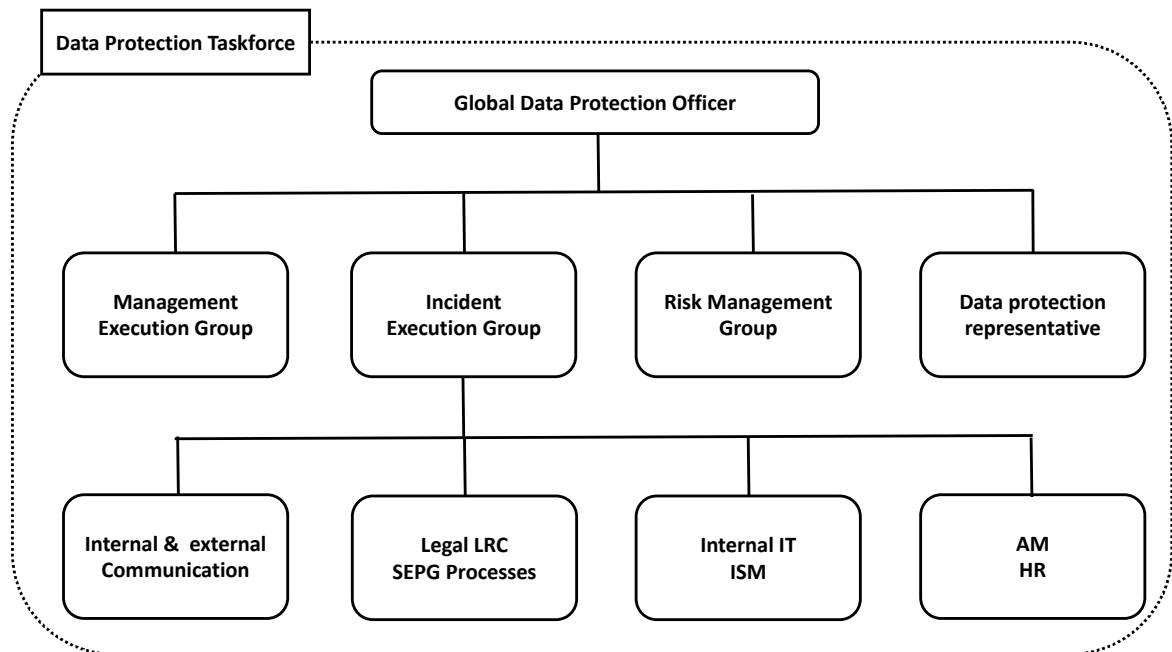 Data Protection Taskforce
Global Data Protection Officer
Management
Execution Group
Incident
Execution Group
Risk Management
Group
Data protection
representative
Internal & external
Communication
Legal LRC
SEPG Processes
Internal IT
ISM
AM
HR